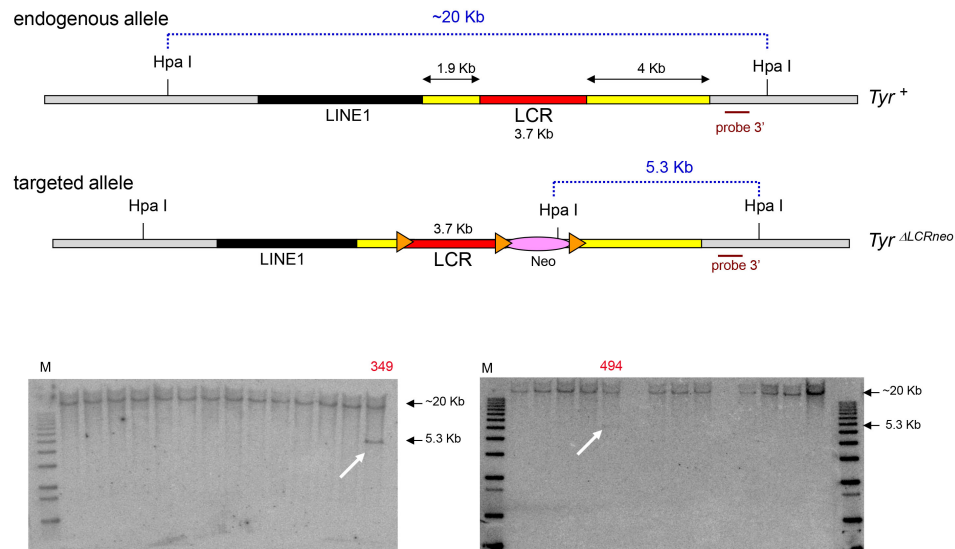 endogenous allele
~20 Kb
Hpa I
1.9 Kb
4 Kb
Hpa I
Tyr +
LINE1
LCR
3.7 Kb
probe 3’
targeted allele
5.3 Kb
Hpa I
Hpa I
Hpa I
3.7 Kb
Tyr ΔLCRneo
LINE1
LCR
Neo
probe 3’
M
349
~20 Kb
5.3 Kb
M
494
~20 Kb
5.3 Kb